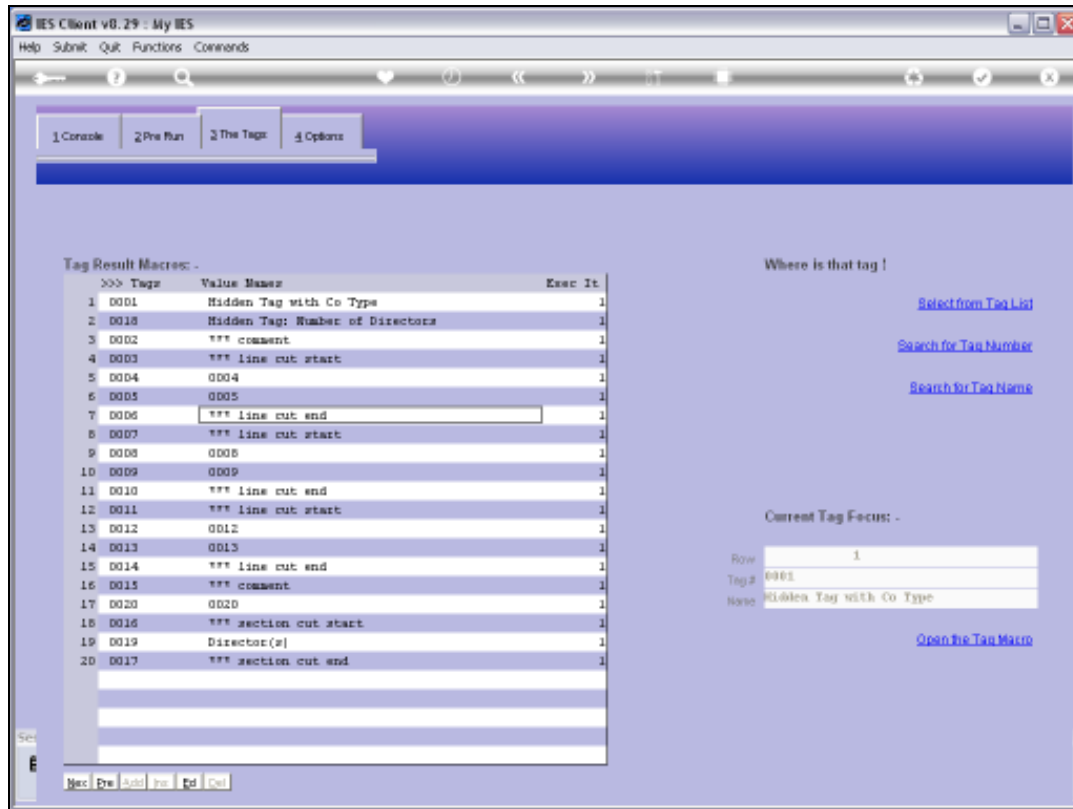 IES Client v8.29 : My IES
Help Submit Quit Functions Commands
1 Console 2 Pre Run 3 The Tags 4 Options
Tag Result Macros: -
>>> Tags Value Names Exec It
1 0001 Hidden Tag with Co Type 1
2 0018 Hidden Tag: Number of Directors 1
3 0002 *** comment 1
4 0003 *** line cut start 1
5 0004 0004 1
6 0005 0005 1
7 0006 *** line cut end 1
8 0007 *** line cut start 1
9 0008 0008 1
10 0009 0009 1
11 0010 *** line cut end 1
12 0011 *** line cut start 1
13 0012 0012 1
14 0013 0013 1
15 0014 *** line cut end 1
16 0015 *** comment 1
17 0020 0020 1
18 0016 *** section cut start 1
19 0019 Director(s) 1
20 0017 *** section cut end 1
Nex Pre Add Ins Ed Del
Where is that tag !
Select from Tag List
Search for Tag Number
Search for Tag Name
Current Tag Focus: -
Row 1
Tag # 0001
Name Hidden Tag with Co Type
Open the Tag Macro